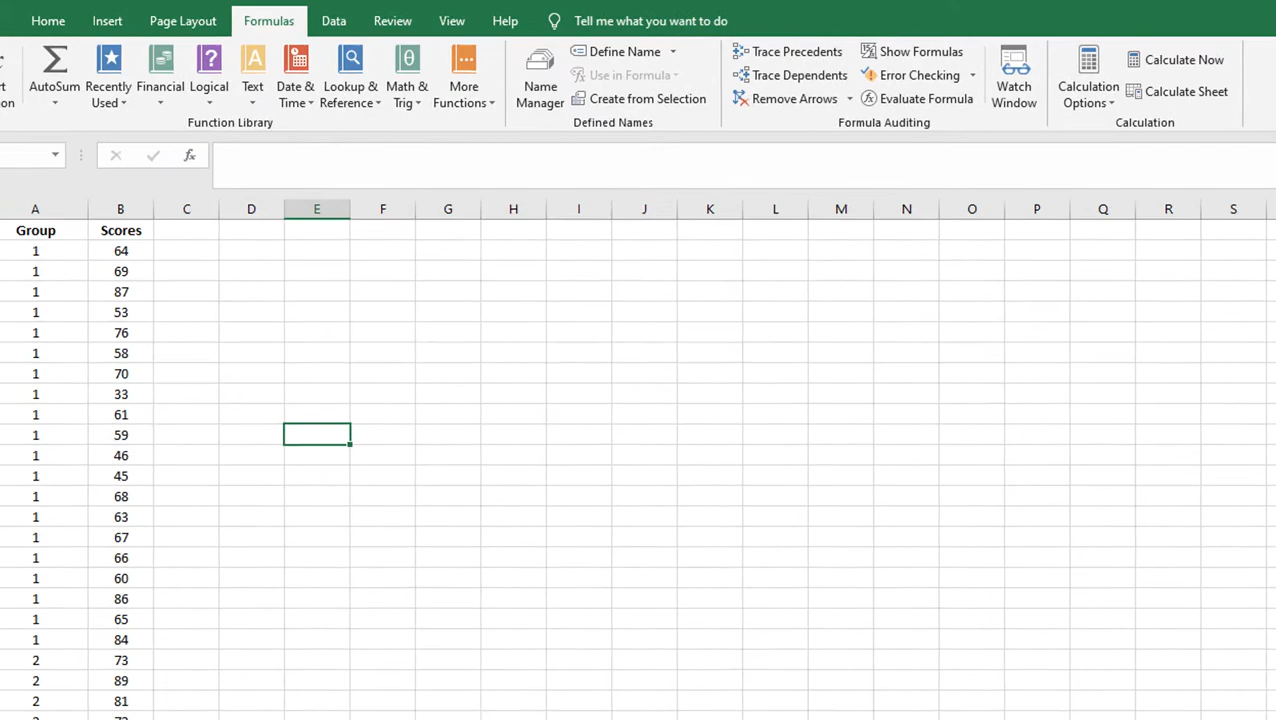 Home Insert Page Layout Formulas Data Review View Help Tell me what you want to do
AutoSum Recently Used Financial Logical Text Date & Time Lookup & Reference Math & Trig More Functions
Function Library
Name Manager
Define Name
Use in Formula
Create from Selection
Defined Names
Trace Precedents Show Formulas
Trace Dependents Error Checking
Remove Arrows Evaluate Formula
Formula Auditing
Watch Window
Calculation Options
Calculate Now
Calculate Sheet
Calculation
fx
A B C D E F G H I J K L M N O P Q R S
Group Scores
1 64
1 69
1 87
1 53
1 76
1 58
1 70
1 33
1 61
1 59
1 46
1 45
1 68
1 63
1 67
1 66
1 60
1 86
1 65
1 84
2 73
2 89
2 81